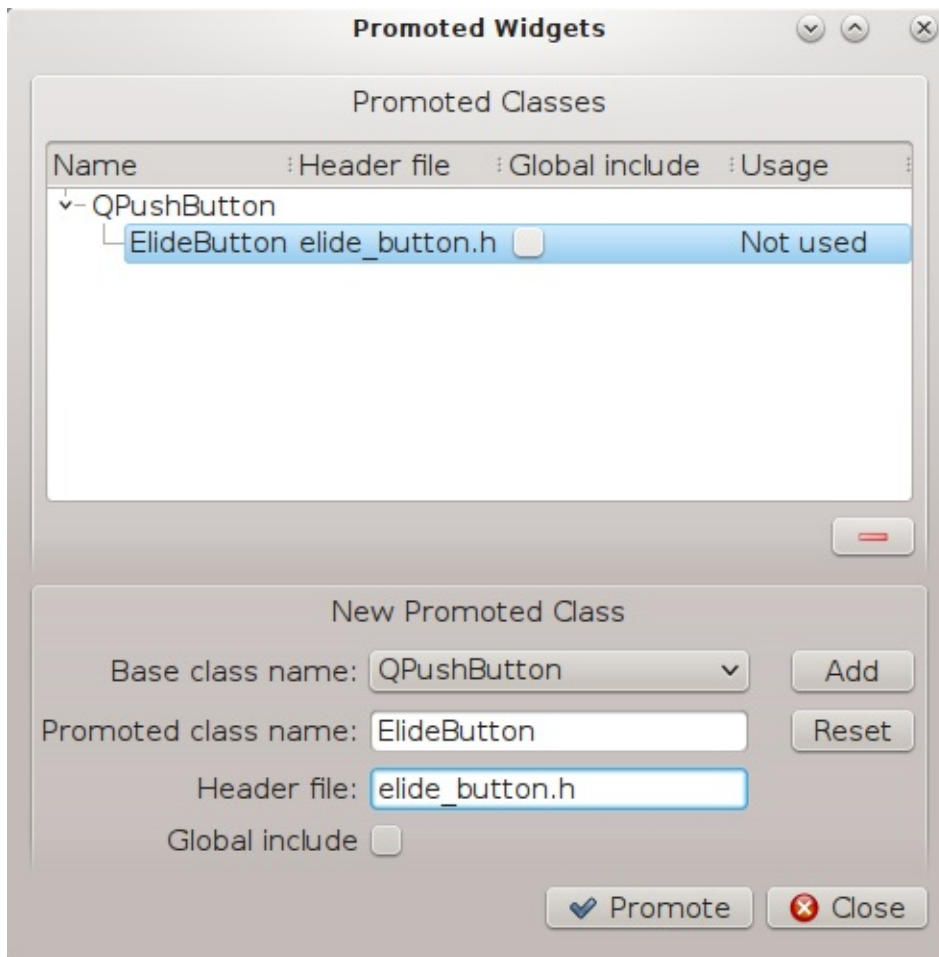 Promoted Widgets
Promoted Classes
Name Header file Global include Usage
QPushButton
ElideButton elide_button.h Not used
New Promoted Class
Base class name: QPushButton Add
Promoted class name: ElideButton Reset
Header file: elide_button.h
Global include
Promote Close